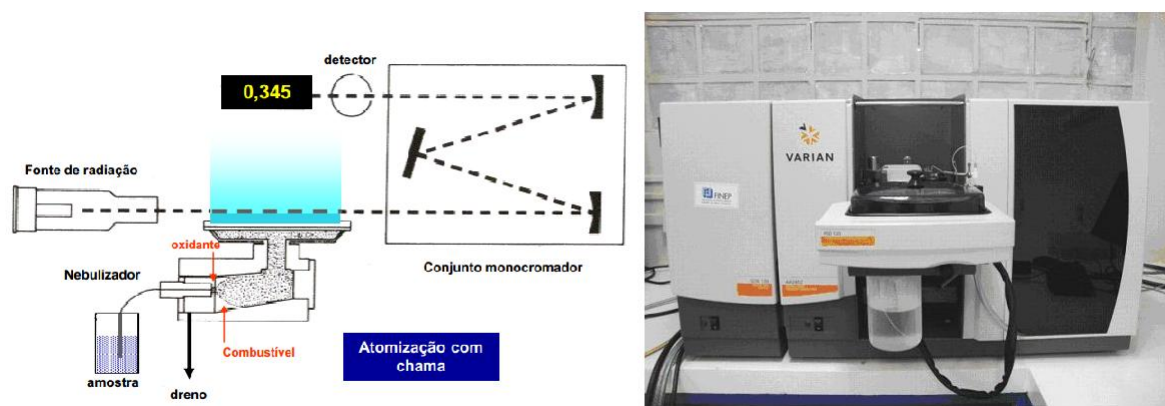 detector
0,345
Fonte de radiação
oxidante
Nebulizador
Conjunto monocromador
Combustível
amostra
dreno
Atomização com
chama
VARIAN
FINEP